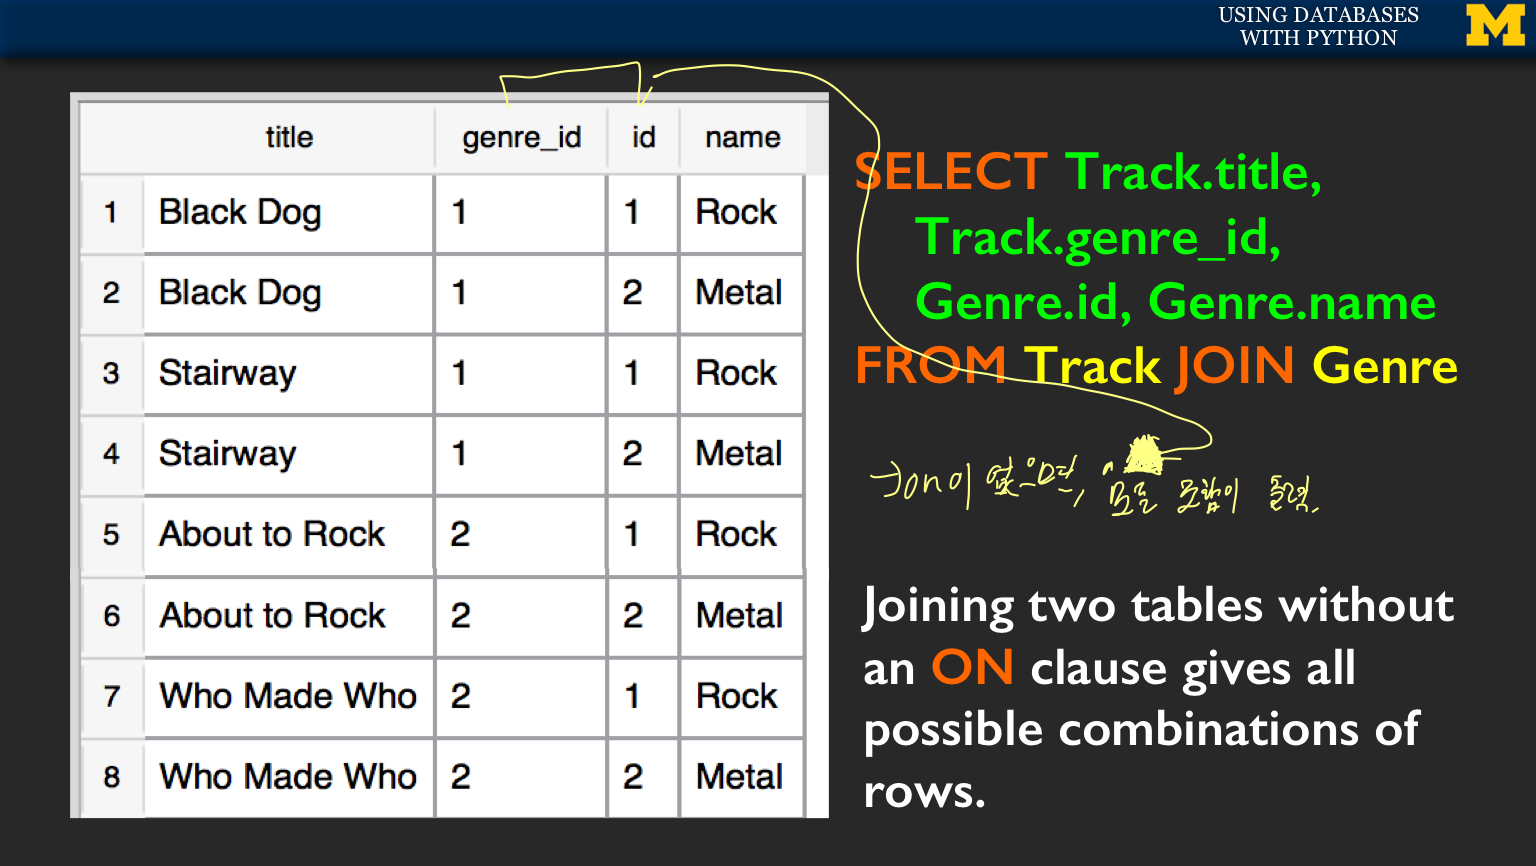 USING DATABASES
WITH PYTHON
M
title genre_id id name
1 Black Dog 1 1 Rock
2 Black Dog 1 2 Metal
3 Stairway 1 1 Rock
4 Stairway 1 2 Metal
5 About to Rock 2 1 Rock
6 About to Rock 2 2 Metal
7 Who Made Who 2 1 Rock
8 Who Made Who 2 2 Metal
SELECT Track.title,
Track.genre_id,
Genre.id, Genre.name
FROM Track JOIN Genre
→ on이 없으면, 모든 조합이 출력.
Joining two tables without
an ON clause gives all
possible combinations of
rows.